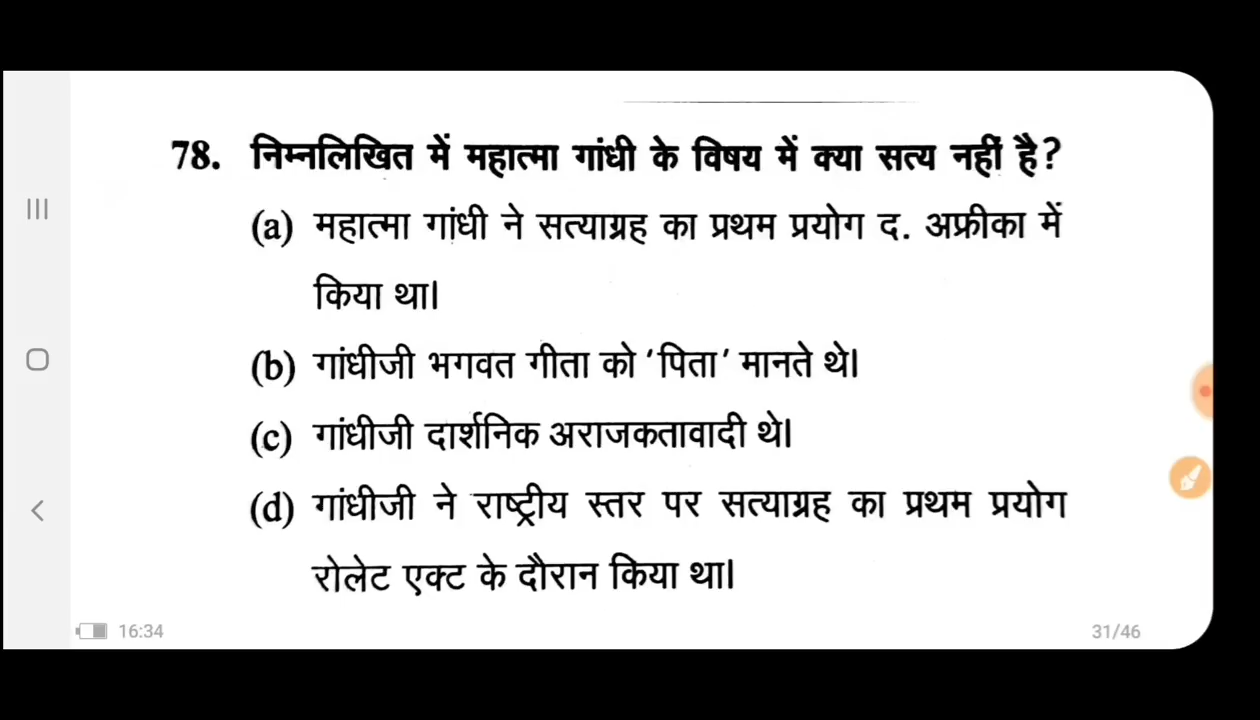 78. निम्नलिखित में महात्मा गांधी के विषय में क्या सत्य नहीं है?
(a) महात्मा गांधी ने सत्याग्रह का प्रथम प्रयोग द. अफ्रीका में
किया था।
(b) गांधीजी भगवत गीता को 'पिता' मानते थे।
(c) गांधीजी दार्शनिक अराजकतावादी थे।
(d) गांधीजी ने राष्ट्रीय स्तर पर सत्याग्रह का प्रथम प्रयोग
रोलेट एक्ट के दौरान किया था।
16:34 31/46